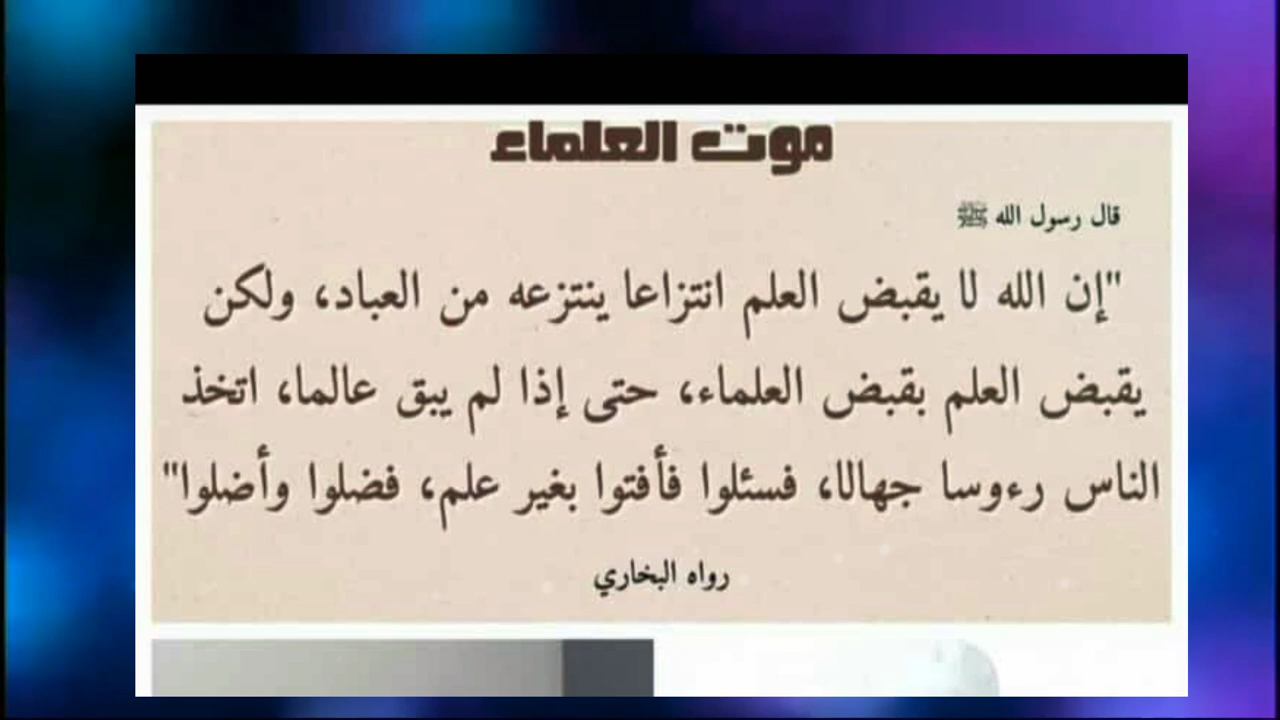 موت العلماء
قال رسول الله ﷺ
"إن الله لا يقبض العلم انتزاعا ينتزعه من العباد، ولكن
يقبض العلم بقبض العلماء، حتى إذا لم يبق عالما، اتخذ
الناس رءوسا جهالا، فسئلوا فأفتوا بغير علم، فضلوا وأضلوا"
رواه البخاري